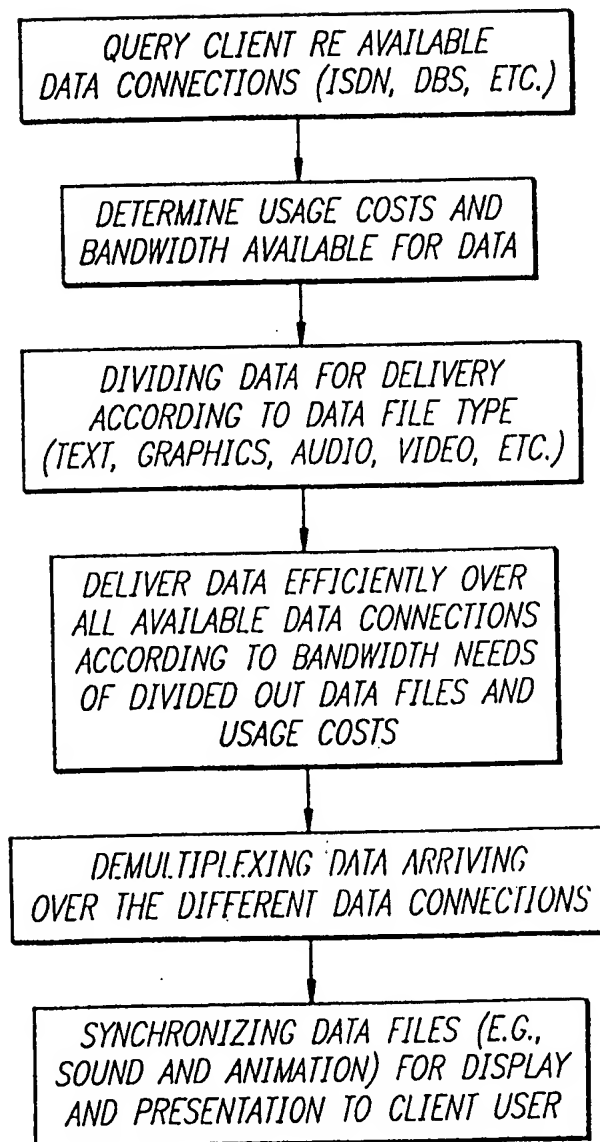 QUERY CLIENT RE AVAILABLE
DATA CONNECTIONS (ISDN, DBS, ETC.)
DETERMINE USAGE COSTS AND
BANDWIDTH AVAILABLE FOR DATA
DIVIDING DATA FOR DELIVERY
ACCORDING TO DATA FILE TYPE
(TEXT, GRAPHICS, AUDIO, VIDEO, ETC.)
DELIVER DATA EFFICIENTLY OVER
ALL AVAILABLE DATA CONNECTIONS
ACCORDING TO BANDWIDTH NEEDS
OF DIVIDED OUT DATA FILES AND
USAGE COSTS
DEMULTIPLEXING DATA ARRIVING
OVER THE DIFFERENT DATA CONNECTIONS
SYNCHRONIZING DATA FILES (E.G.,
SOUND AND ANIMATION) FOR DISPLAY
AND PRESENTATION TO CLIENT USER